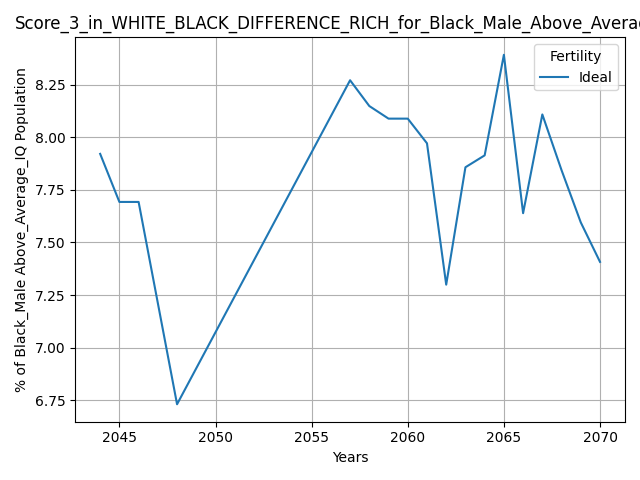 Score_3_in_WHITE_BLACK_DIFFERENCE_RICH_for_Black_Male_Above_Averag
Fertility
Ideal
8.25
8.00
7.75
7.50
7.25
7.00
6.75
% of Black_Male Above_Average_IQ Population
2045 2050 2055 2060 2065 2070
Years